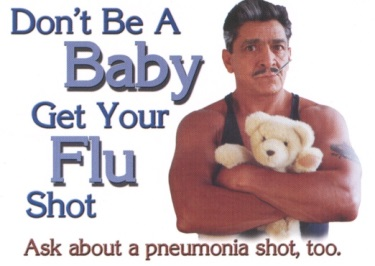 Don't Be A
Baby
Get Your
Flu
Shot
Ask about a pneumonia shot, too.